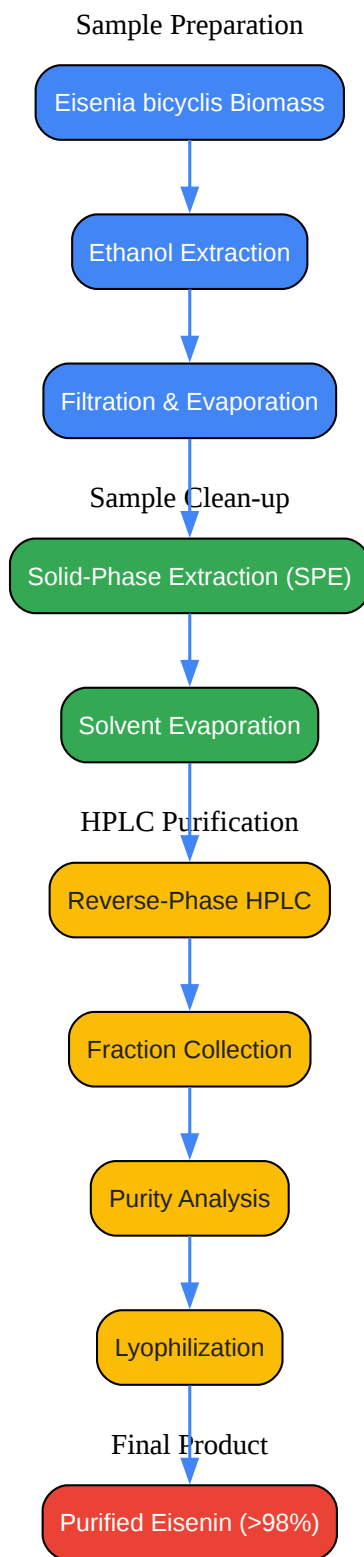 Sample Preparation
Eisenia bicyclis Biomass
Ethanol Extraction
Filtration & Evaporation
Sample Clean-up
Solid-Phase Extraction (SPE)
Solvent Evaporation
HPLC Purification
Reverse-Phase HPLC
Fraction Collection
Purity Analysis
Lyophilization
Final Product
Purified Eisenin (>98%)